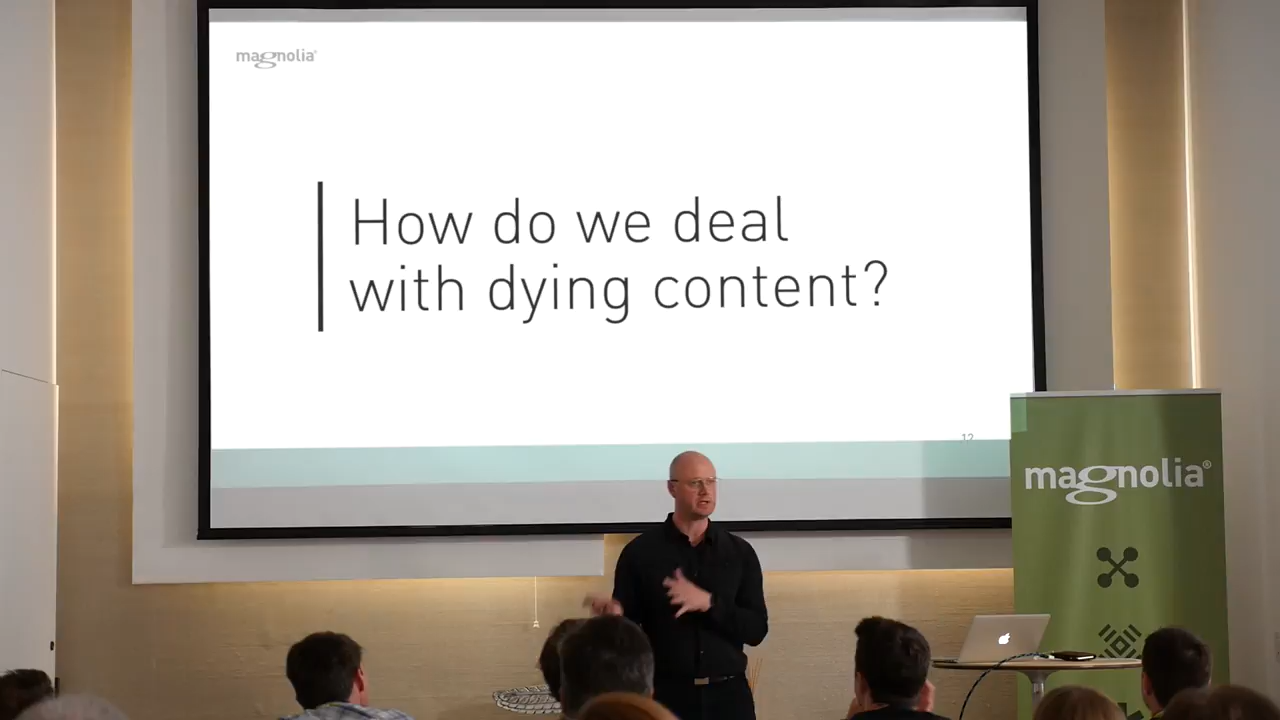 magnolia®
How do we deal
with dying content?
12
magnolia®